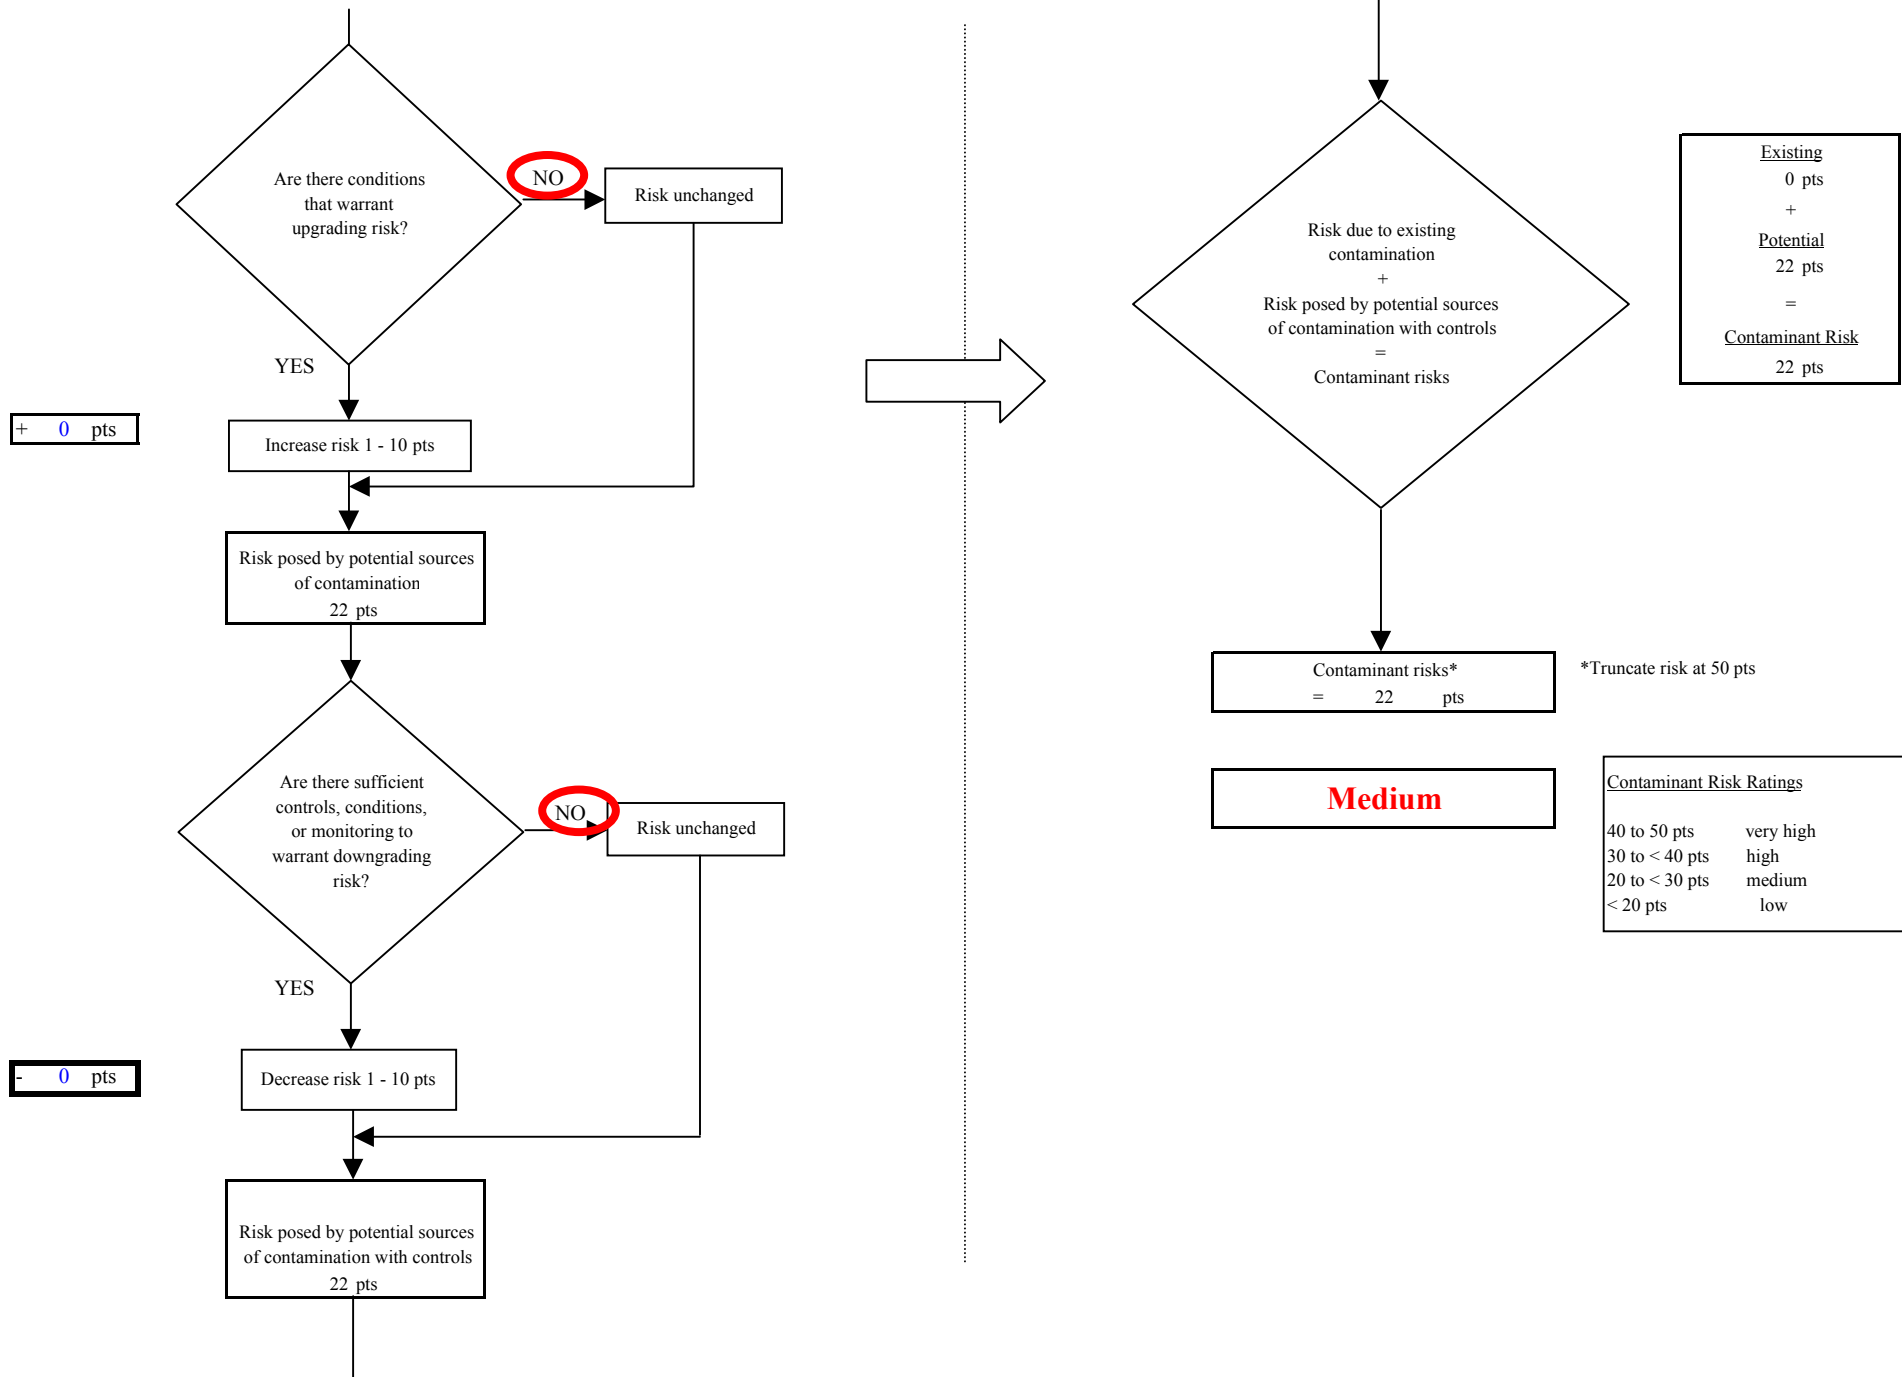 Are there conditions
that warrant
upgrading risk?
NO
Risk unchanged
YES
+ 0 pts
Increase risk 1 - 10 pts
Risk posed by potential sources
of contamination
22 pts
Are there sufficient
controls, conditions,
or monitoring to
warrant downgrading
risk?
NO
Risk unchanged
YES
- 0 pts
Decrease risk 1 - 10 pts
Risk posed by potential sources
of contamination with controls
22 pts
Risk due to existing
contamination
+
Risk posed by potential sources
of contamination with controls
=
Contaminant risks
Existing
0 pts
+
Potential
22 pts
=
Contaminant Risk
22 pts
Contaminant risks*
= 22 pts
*Truncate risk at 50 pts
Medium
Contaminant Risk Ratings
40 to 50 pts very high
30 to < 40 pts high
20 to < 30 pts medium
< 20 pts low